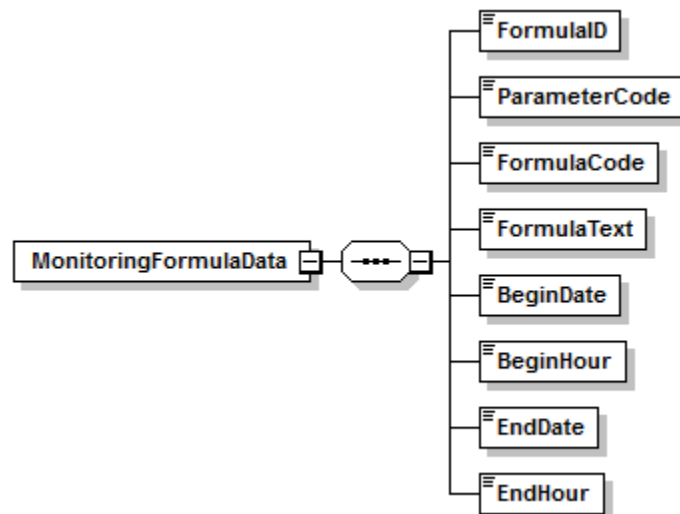 FormulaID
ParameterCode
FormulaCode
FormulaText
MonitoringFormulaData
BeginDate
BeginHour
EndDate
EndHour